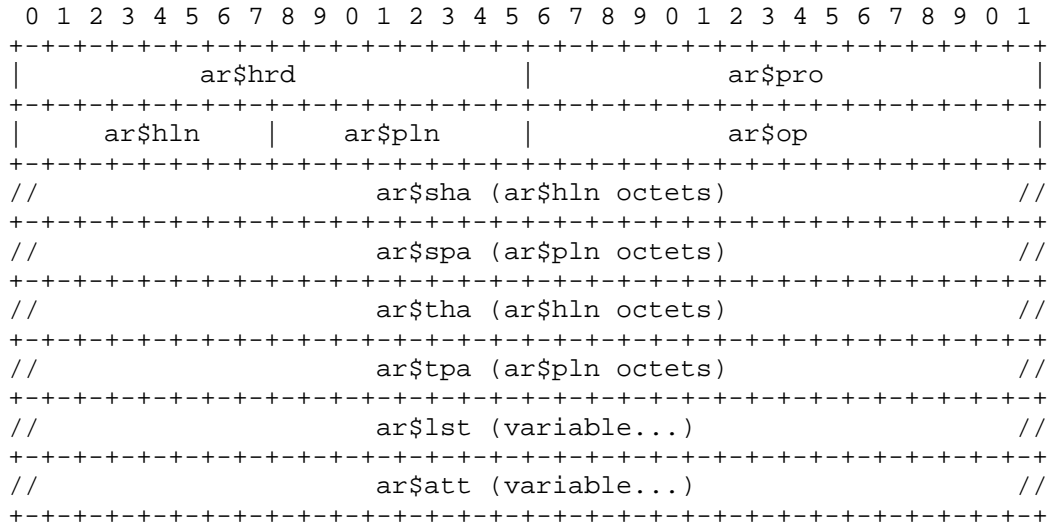 0 1 2 3 4 5 6 7 8 9 0 1 2 3 4 5 6 7 8 9 0 1 2 3 4 5 6 7 8 9 0 1
+-+-+-+-+-+-+-+-+-+-+-+-+-+-+-+-+-+-+-+-+-+-+-+-+-+-+-+-+-+-+-+-+
|           ar$hrd              |            ar$pro             |
+-+-+-+-+-+-+-+-+-+-+-+-+-+-+-+-+-+-+-+-+-+-+-+-+-+-+-+-+-+-+-+-+
|     ar$hln    |    ar$pln     |            ar$op              |
+-+-+-+-+-+-+-+-+-+-+-+-+-+-+-+-+-+-+-+-+-+-+-+-+-+-+-+-+-+-+-+-+
//                     ar$sha (ar$hln octets)                  //
+-+-+-+-+-+-+-+-+-+-+-+-+-+-+-+-+-+-+-+-+-+-+-+-+-+-+-+-+-+-+-+-+
//                     ar$spa (ar$pln octets)                  //
+-+-+-+-+-+-+-+-+-+-+-+-+-+-+-+-+-+-+-+-+-+-+-+-+-+-+-+-+-+-+-+-+
//                     ar$tha (ar$hln octets)                  //
+-+-+-+-+-+-+-+-+-+-+-+-+-+-+-+-+-+-+-+-+-+-+-+-+-+-+-+-+-+-+-+-+
//                     ar$tpa (ar$pln octets)                  //
+-+-+-+-+-+-+-+-+-+-+-+-+-+-+-+-+-+-+-+-+-+-+-+-+-+-+-+-+-+-+-+-+
//                     ar$lst (variable...)                    //
+-+-+-+-+-+-+-+-+-+-+-+-+-+-+-+-+-+-+-+-+-+-+-+-+-+-+-+-+-+-+-+-+
//                     ar$att (variable...)                    //
+-+-+-+-+-+-+-+-+-+-+-+-+-+-+-+-+-+-+-+-+-+-+-+-+-+-+-+-+-+-+-+-+